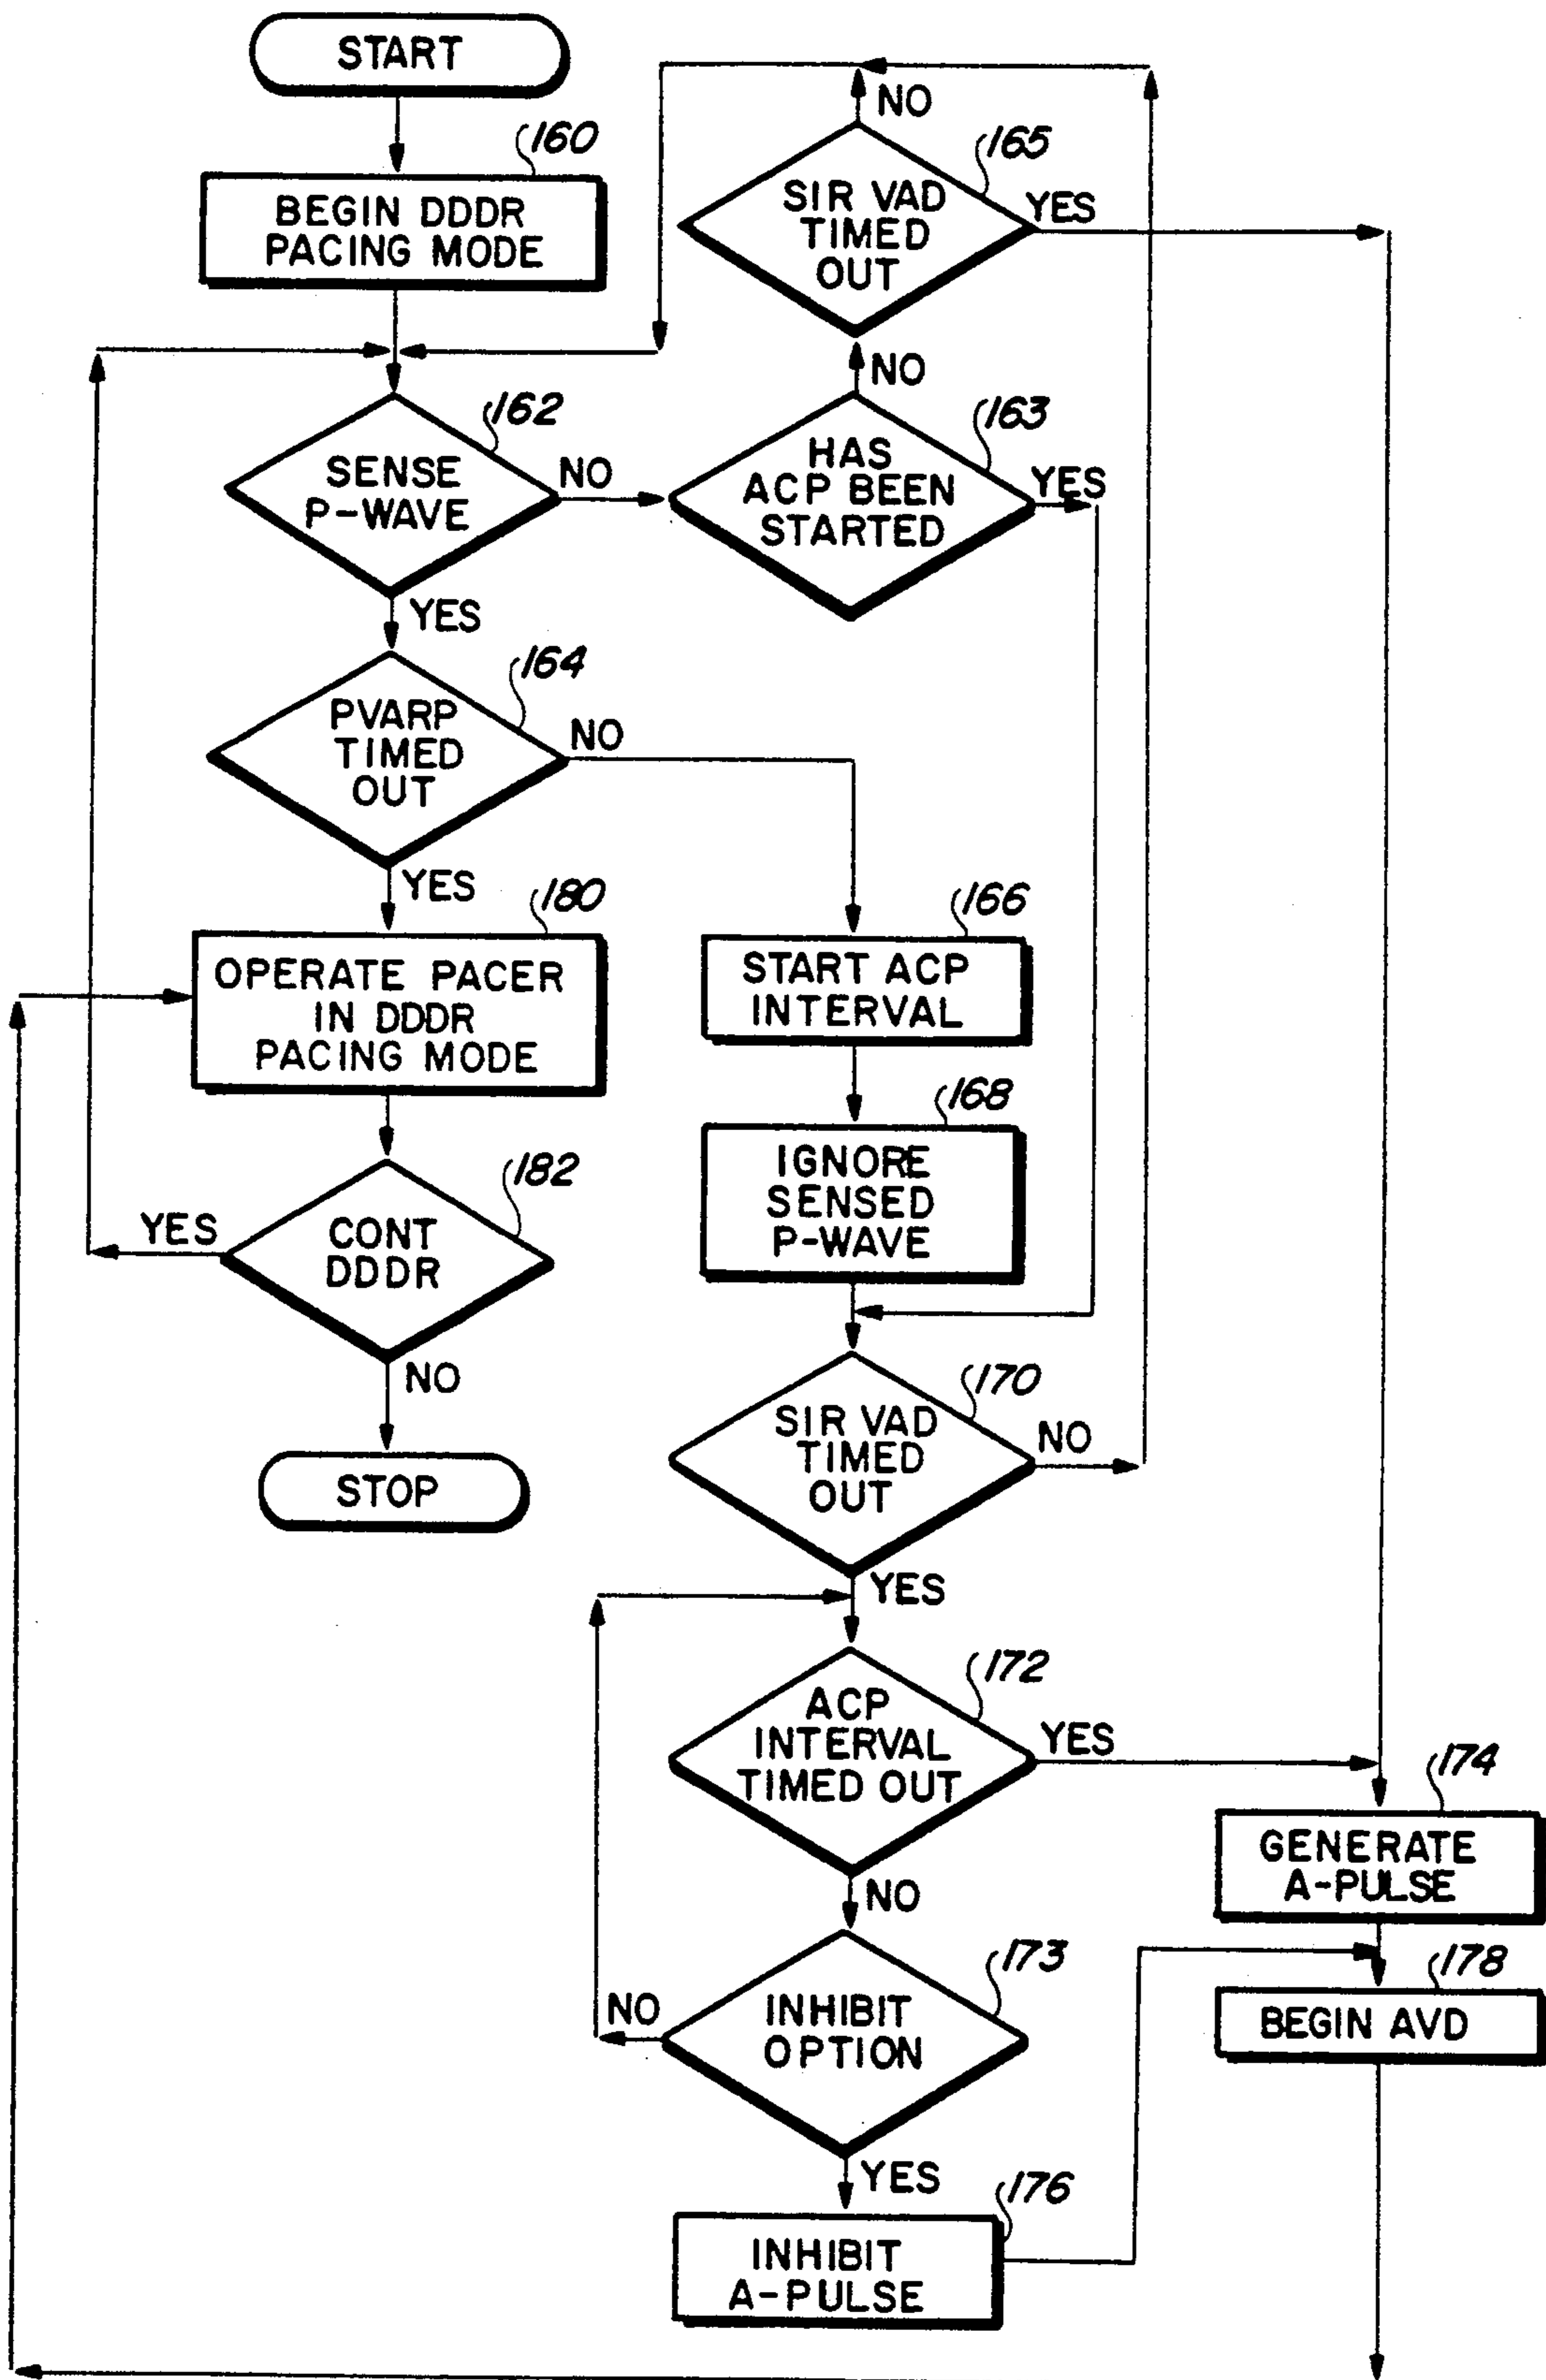 START
160
BEGIN DDDR
PACING MODE
NO
165
SIR VAD
TIMED
OUT
YES
NO
162
SENSE
P-WAVE
NO
YES
163
HAS
ACP BEEN
STARTED
YES
164
PVARP
TIMED
OUT
NO
YES
180
OPERATE PACER
IN DDDR
PACING MODE
166
START ACP
INTERVAL
168
IGNORE
SENSED
P-WAVE
182
CONT
DDDR
YES
NO
STOP
170
SIR VAD
TIMED
OUT
NO
YES
172
ACP
INTERVAL
TIMED OUT
YES
NO
174
GENERATE
A-PULSE
173
INHIBIT
OPTION
NO
YES
178
BEGIN AVD
176
INHIBIT
A-PULSE